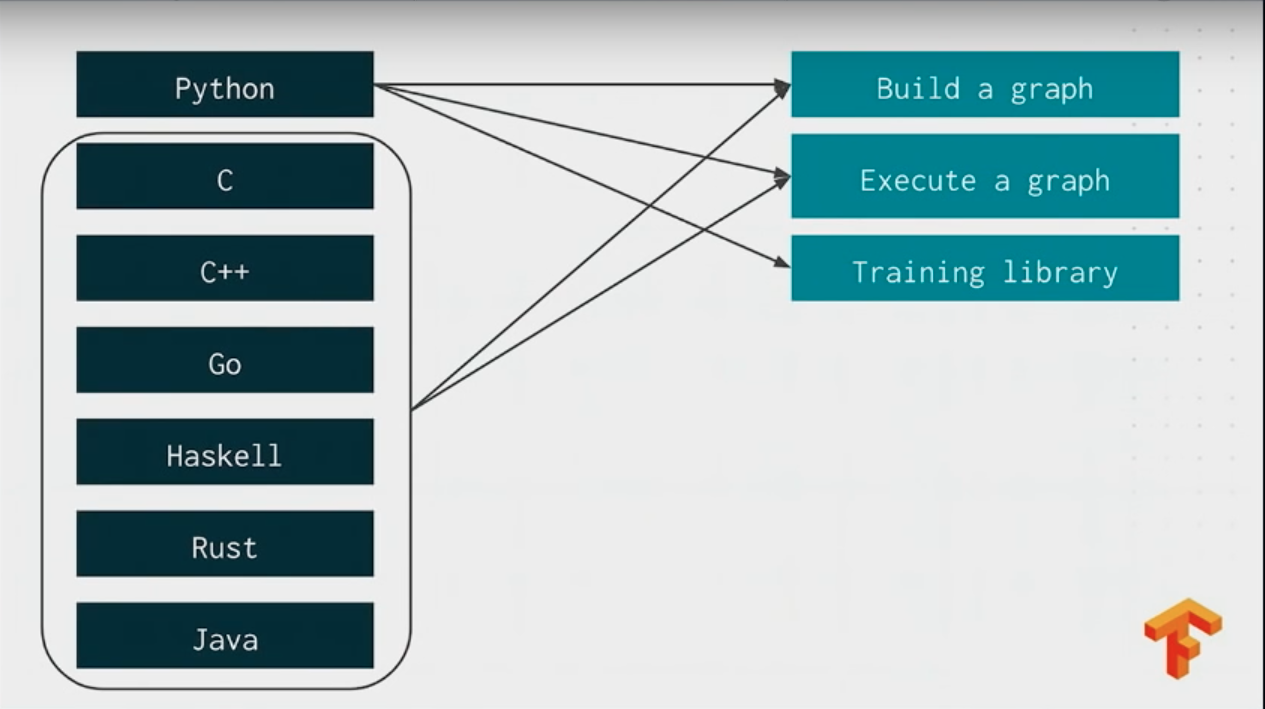 Python
C
C++
Go
Haskell
Rust
Java
Build a graph
Execute a graph
Training library